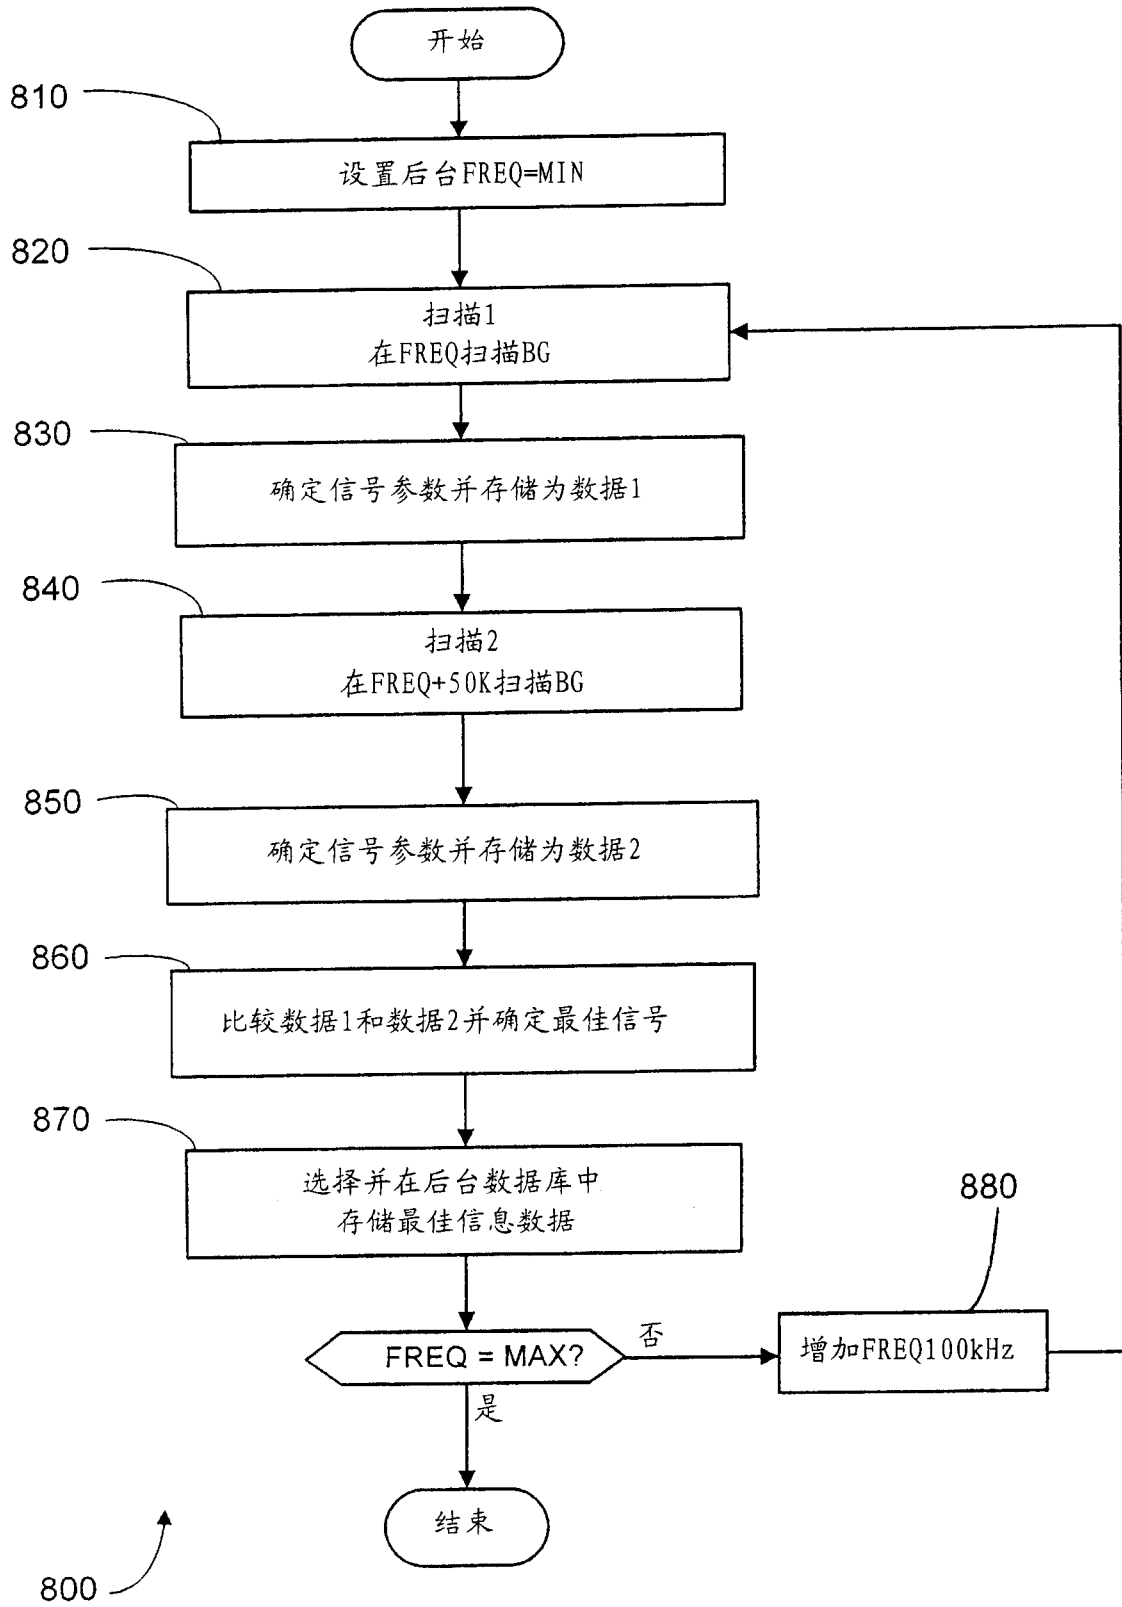 开始
810
设置后台FREQ=MIN
820
扫描1
在FREQ扫描BG
830
确定信号参数并存储为数据1
840
扫描2
在FREQ+50K扫描BG
850
确定信号参数并存储为数据2
860
比较数据1和数据2并确定最佳信号
870
选择并在后台数据库中
存储最佳信息数据
880
FREQ = MAX?
否
增加FREQ100kHz
是
结束
800